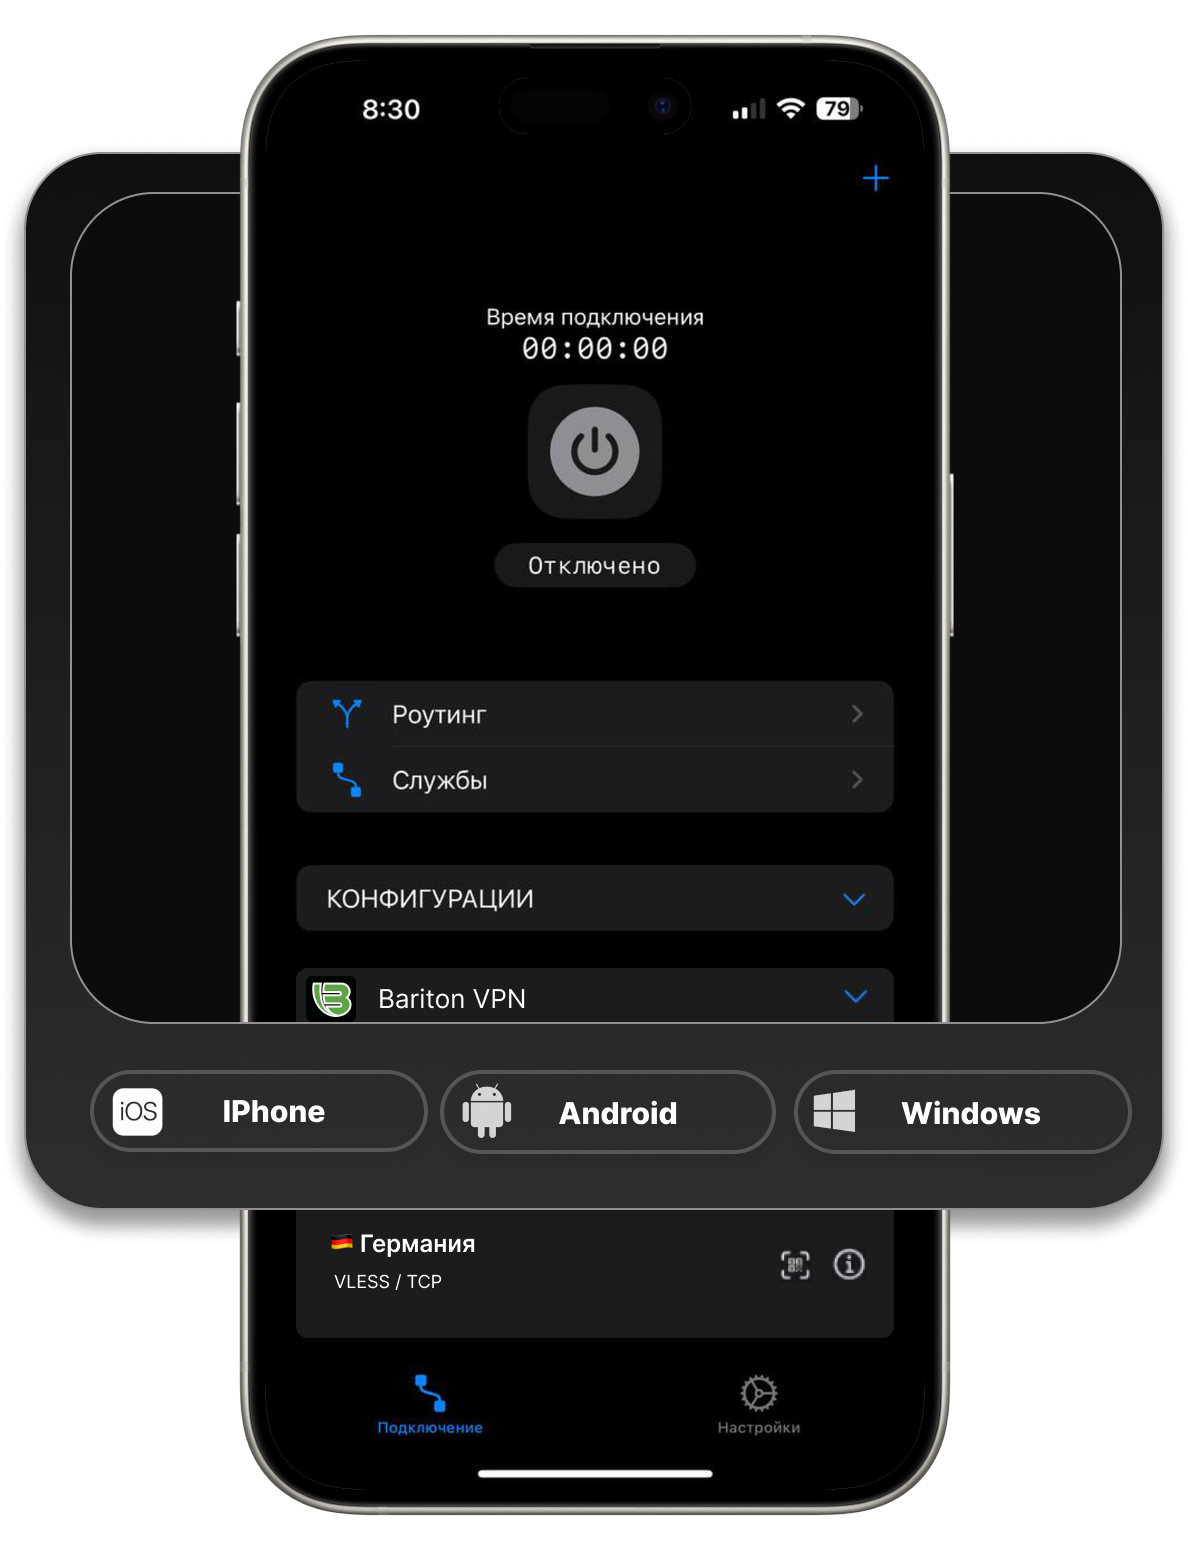 8:30
79
Время подключения
00:00:00
Отключено
Роутинг
Службы
КОНФИГУРАЦИИ
Bariton VPN
iOS
IPhone
Android
Windows
Германия
VLESS / TCP
Подключение
Настройки